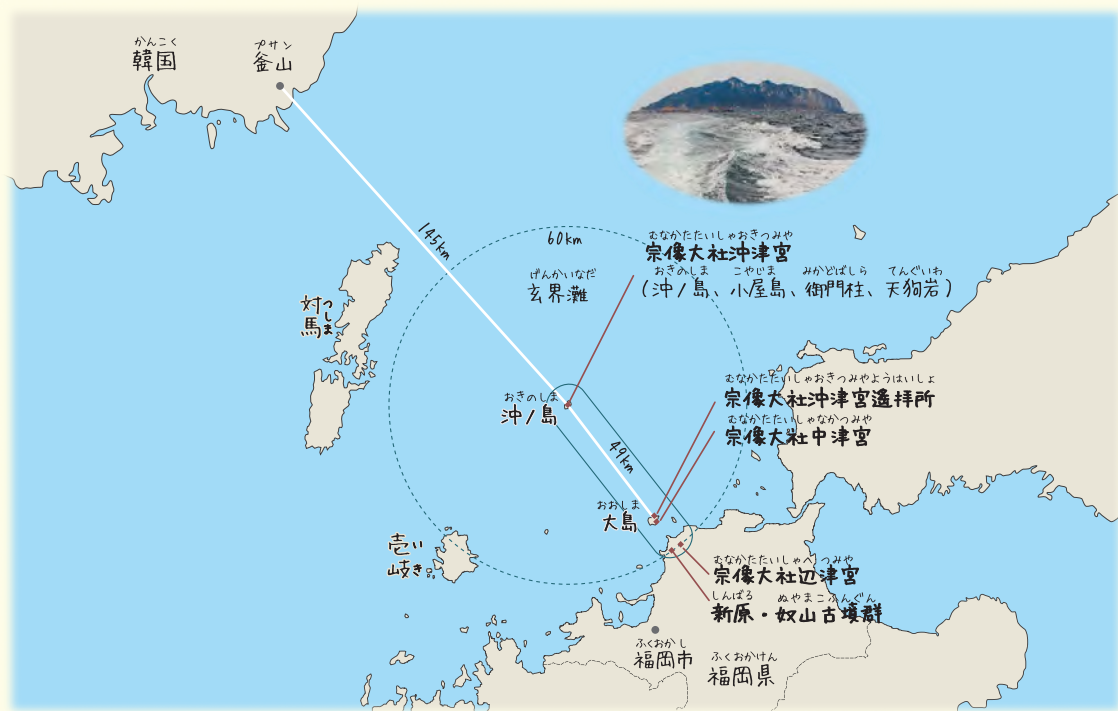 かんこく
韓国
プサン
釜山
145km
60km
むなかたたいしゃおきつみや
宗像大社沖津宮
おきのしま こやじま みかどばしら てんぐいわ
(沖ノ島、小屋島、御門柱、天狗岩)
げんかいなだ
玄界灘
対馬
つしま
おきのしま
沖ノ島
むなかたたいしゃおきつみやようはいしょ
宗像大社沖津宮遙拝所
むなかたたいしゃなかつみや
宗像大社中津宮
49km
おおしま
大島
壱岐
いき
むなかたたいしゃへつみや
宗像大社辺津宮
しんばる ぬやまこふんぐん
新原・奴山古墳群
ふくおかし
福岡市
ふくおかけん
福岡県